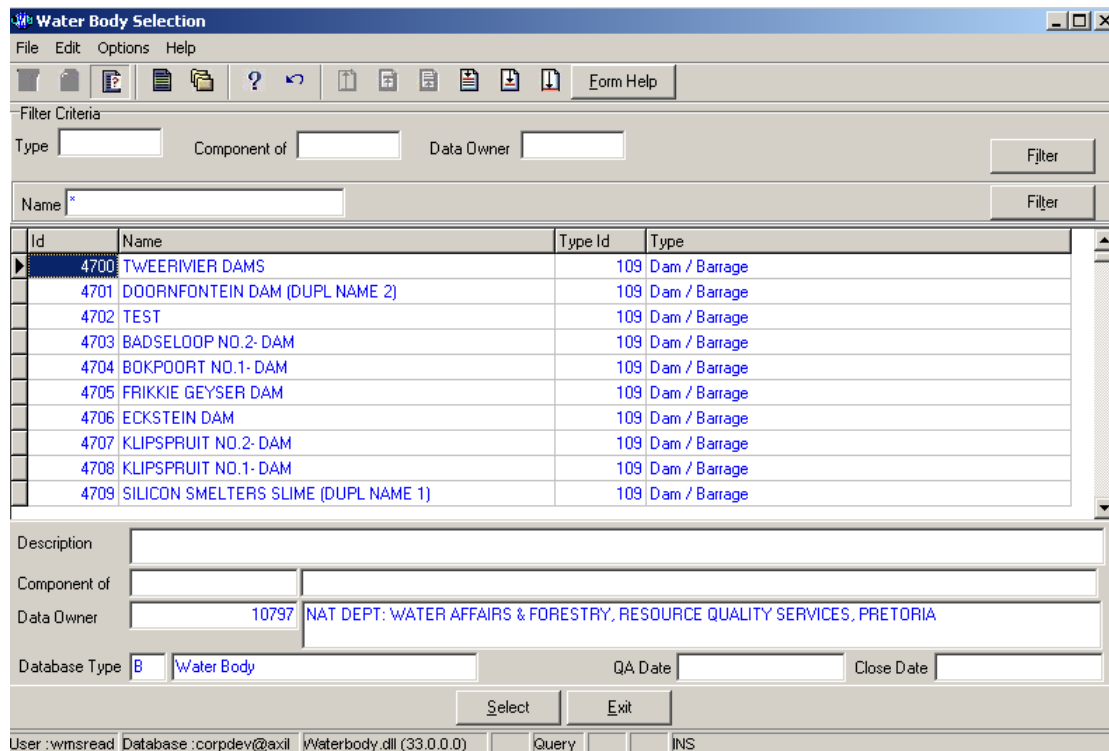 Water Body Selection
File Edit Options Help
? Form Help
Filter Criteria
Type Component of Data Owner Filter
Name * Filter
Id Name Type Id Type
4700 TWEERIVIER DAMS 109 Dam / Barrage
4701 DOORNFONTEIN DAM (DUPL NAME 2) 109 Dam / Barrage
4702 TEST 109 Dam / Barrage
4703 BADSELOOP NO.2- DAM 109 Dam / Barrage
4704 BOKPOORT NO.1- DAM 109 Dam / Barrage
4705 FRIKKIE GEYSER DAM 109 Dam / Barrage
4706 ECKSTEIN DAM 109 Dam / Barrage
4707 KLIPSPRUIT NO.2- DAM 109 Dam / Barrage
4708 KLIPSPRUIT NO.1- DAM 109 Dam / Barrage
4709 SILICON SMELTERS SLIME (DUPL NAME 1) 109 Dam / Barrage
Description
Component of
Data Owner 10797 NAT DEPT: WATER AFFAIRS & FORESTRY, RESOURCE QUALITY SERVICES, PRETORIA
Database Type B Water Body QA Date Close Date
Select Exit
User :wmsread Database :corpdev@axil Waterbody.dll (33.0.0.0) Query INS